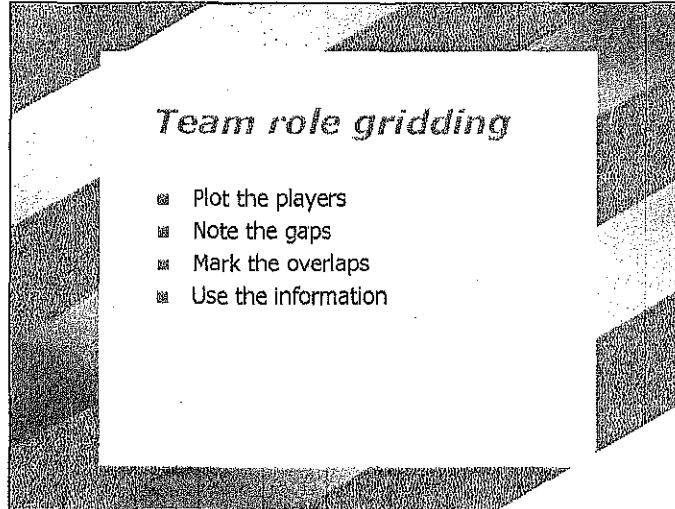 Team role gridding
Plot the players
Note the gaps
Mark the overlaps
Use the information